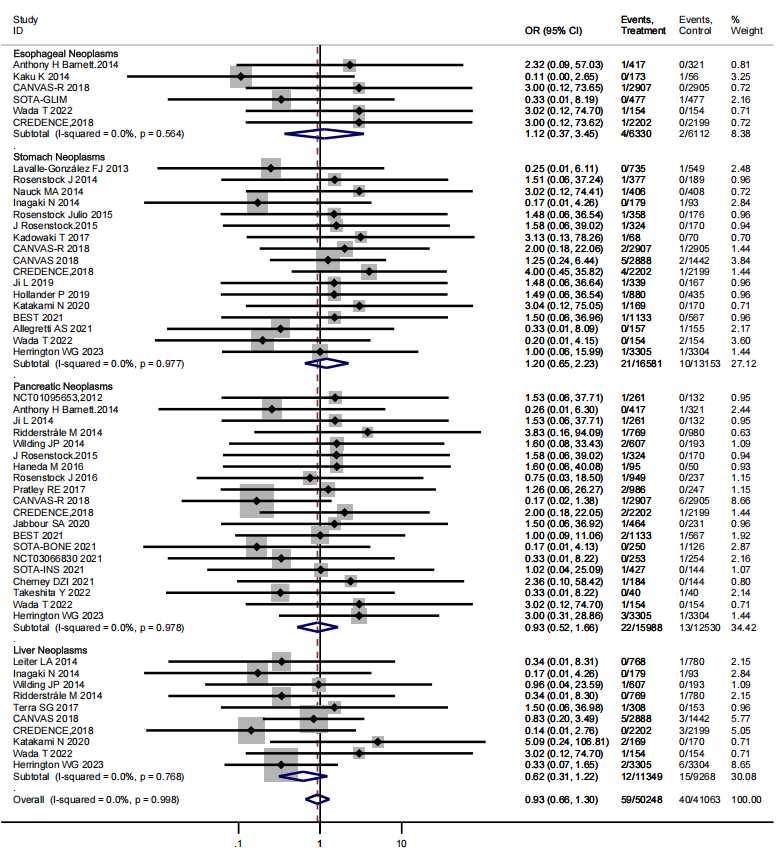 Study Events, Events, %
ID OR (95% CI) Treatment Control Weight
Esophageal Neoplasms
Anthony H Barnett.2014 2.32 (0.09, 57.03) 1/417 0/321 0.81
Kaku K 2014 0.11 (0.00, 2.65) 0/173 1/56 3.25
CANVAS-R 2018 3.00 (0.12, 73.65) 1/2907 0/2905 0.72
SOTA-GLIM 0.33 (0.01, 8.19) 0/477 1/477 2.16
Wada T 2022 3.02 (0.12, 74.70) 1/154 0/154 0.71
CREDENCE,2018 3.00 (0.12, 73.62) 1/2202 0/2199 0.72
Subtotal (I-squared = 0.0%, p = 0.564) 1.12 (0.37, 3.45) 4/6330 2/6112 8.38
.
Stomach Neoplasms
Lavalle-González FJ 2013 0.25 (0.01, 6.11) 0/735 1/549 2.48
Rosenstock J 2014 1.51 (0.06, 37.24) 1/377 0/189 0.96
Nauck MA 2014 3.02 (0.12, 74.41) 1/406 0/408 0.72
Inagaki N 2014 0.17 (0.01, 4.26) 0/179 1/93 2.84
Rosenstock Julio 2015 1.48 (0.06, 36.54) 1/358 0/176 0.96
J Rosenstock.2015 1.58 (0.06, 39.02) 1/324 0/170 0.94
Kadowaki T 2017 3.13 (0.13, 78.26) 1/68 0/70 0.70
CANVAS-R 2018 2.00 (0.18, 22.06) 2/2907 1/2905 1.44
CANVAS 2018 1.25 (0.24, 6.44) 5/2888 2/1442 3.84
CREDENCE,2018 4.00 (0.45, 35.82) 4/2202 1/2199 1.44
Ji L 2019 1.48 (0.06, 36.64) 1/339 0/167 0.96
Hollander P 2019 1.49 (0.06, 36.54) 1/880 0/435 0.96
Katakami N 2020 3.04 (0.12, 75.05) 1/169 0/170 0.71
BEST 2021 1.50 (0.06, 36.96) 1/1133 0/567 0.96
Allegretti AS 2021 0.33 (0.01, 8.09) 0/157 1/155 2.17
Wada T 2022 0.20 (0.01, 4.15) 0/154 2/154 3.60
Herrington WG 2023 1.00 (0.06, 15.99) 1/3305 1/3304 1.44
Subtotal (I-squared = 0.0%, p = 0.977) 1.20 (0.65, 2.23) 21/16581 10/13153 27.12
.
Pancreatic Neoplasms
NCT01095653,2012 1.53 (0.06, 37.71) 1/261 0/132 0.95
Anthony H Barnett.2014 0.26 (0.01, 6.30) 0/417 1/321 2.44
Ji L 2014 1.53 (0.06, 37.71) 1/261 0/132 0.95
Ridderstråle M 2014 3.83 (0.16, 94.09) 1/769 0/980 0.63
Wilding JP 2014 1.60 (0.08, 33.43) 2/607 0/193 1.09
J Rosenstock.2015 1.58 (0.06, 39.02) 1/324 0/170 0.94
Haneda M 2016 1.60 (0.06, 40.08) 1/95 0/50 0.93
Rosenstock J 2016 0.75 (0.03, 18.50) 1/949 0/237 1.15
Pratley RE 2017 1.26 (0.06, 26.27) 2/986 0/247 1.15
CANVAS-R 2018 0.17 (0.02, 1.38) 1/2907 6/2905 8.66
CREDENCE,2018 2.00 (0.18, 22.05) 2/2202 1/2199 1.44
Jabbour SA 2020 1.50 (0.06, 36.92) 1/464 0/231 0.96
BEST 2021 1.00 (0.09, 11.06) 2/1133 1/567 1.92
SOTA-BONE 2021 0.17 (0.01, 4.13) 0/250 1/126 2.87
NCT03066830 2021 0.33 (0.01, 8.22) 0/253 1/254 2.16
SOTA-INS 2021 1.02 (0.04, 25.09) 1/427 0/144 1.07
Cherney DZI 2021 2.36 (0.10, 58.42) 1/184 0/144 0.80
Takeshita Y 2022 0.33 (0.01, 8.22) 0/40 1/40 2.14
Wada T 2022 3.02 (0.12, 74.70) 1/154 0/154 0.71
Herrington WG 2023 3.00 (0.31, 28.86) 3/3305 1/3304 1.44
Subtotal (I-squared = 0.0%, p = 0.978) 0.93 (0.52, 1.66) 22/15988 13/12530 34.42
.
Liver Neoplasms
Leiter LA 2014 0.34 (0.01, 8.31) 0/768 1/780 2.15
Inagaki N 2014 0.17 (0.01, 4.26) 0/179 1/93 2.84
Wilding JP 2014 0.96 (0.04, 23.59) 1/607 0/193 1.09
Ridderstråle M 2014 0.34 (0.01, 8.30) 0/769 1/780 2.15
Terra SG 2017 1.50 (0.06, 36.98) 1/308 0/153 0.96
CANVAS 2018 0.83 (0.20, 3.49) 5/2888 3/1442 5.77
CREDENCE,2018 0.14 (0.01, 2.76) 0/2202 3/2199 5.05
Katakami N 2020 5.09 (0.24, 106.81) 2/169 0/170 0.71
Wada T 2022 3.02 (0.12, 74.70) 1/154 0/154 0.71
Herrington WG 2023 0.33 (0.07, 1.65) 2/3305 6/3304 8.65
Subtotal (I-squared = 0.0%, p = 0.768) 0.62 (0.31, 1.22) 12/11349 15/9268 30.08
.
Overall (I-squared = 0.0%, p = 0.998) 0.93 (0.66, 1.30) 59/50248 40/41063 100.00
.1 1 10